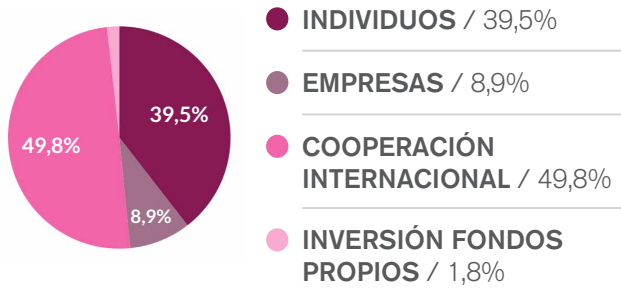 39,5%
49,8%
8,9%
INDIVIDUOS / 39,5%
EMPRESAS / 8,9%
COOPERACIÓN
INTERNACIONAL / 49,8%
INVERSIÓN FONDOS
PROPIOS / 1,8%